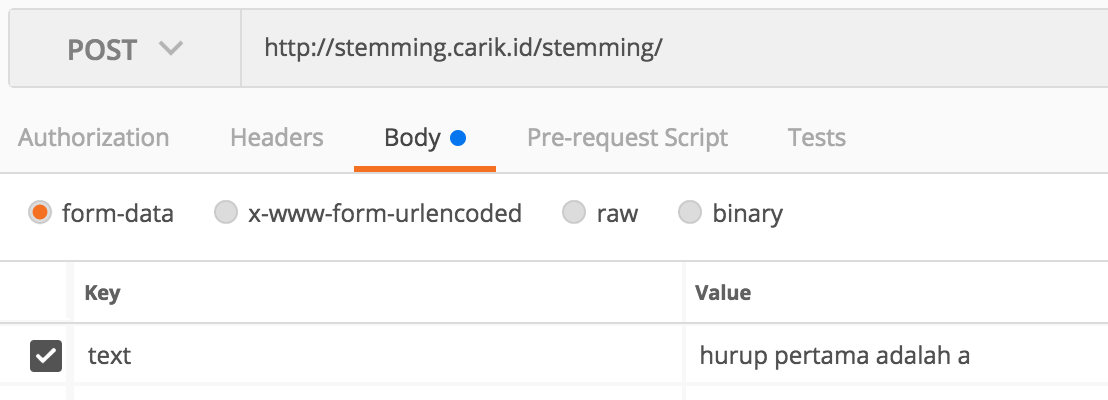 POST http://stemming.carik.id/stemming/
Authorization Headers Body Pre-request Script Tests
form-data x-www-form-urlencoded raw binary
Key Value
text hurup pertama adalah a